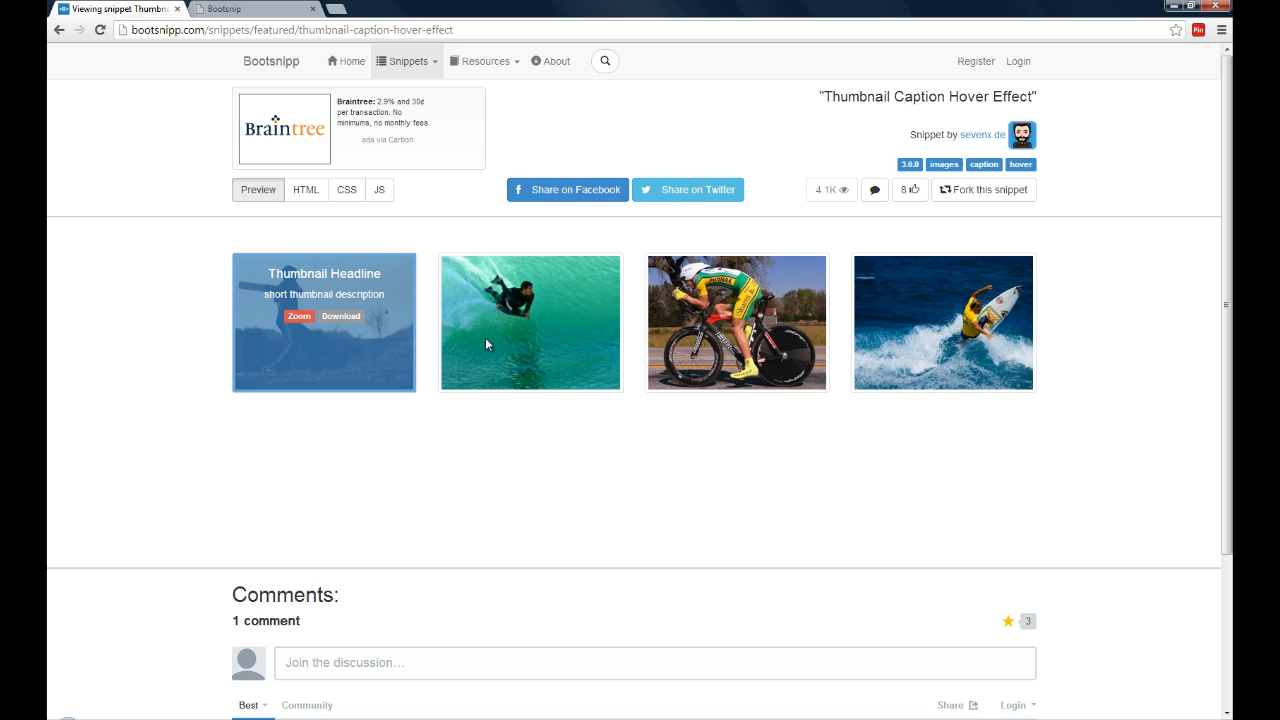 Viewing snippet Thumbn
Bootsnip
bootsnipp.com/snippets/featured/thumbnail-caption-hover-effect
Pin
Bootsnipp
Home
Snippets
Resources
About
Register
Login
Braintree
Braintree: 2.9% and 30¢
per transaction. No
minimums, no monthly fees.
ads via Carbon
"Thumbnail Caption Hover Effect"
Snippet by sevenx.de
3.0.0 images caption hover
Preview HTML CSS JS
Share on Facebook
Share on Twitter
4.1K
8
Fork this snippet
Thumbnail Headline
short thumbnail description
Zoom Download
Comments:
1 comment
3
Join the discussion...
Best
Community
Share
Login